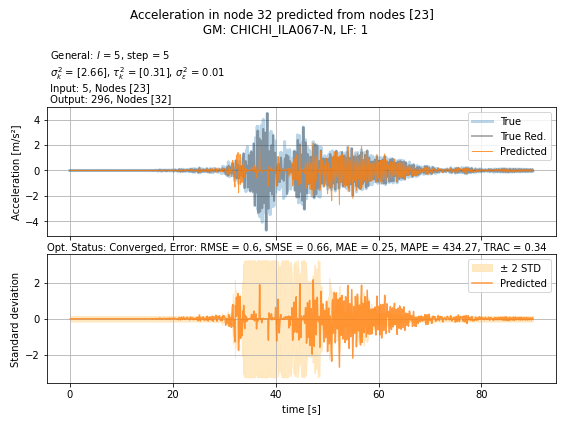 Acceleration in node 32 predicted from nodes [23]
GM: CHICHI_ILA067-N, LF: 1
General: l = 5, step = 5
σ²ₖ = [2.66], τ²ₖ = [0.31], σ²ε = 0.01
Input: 5, Nodes [23]
Output: 296, Nodes [32]
4
2
0
−2
−4
Acceleration [m/s²]
True
True Red.
Predicted
Opt. Status: Converged, Error: RMSE = 0.6, SMSE = 0.66, MAE = 0.25, MAPE = 434.27, TRAC = 0.34
2
0
−2
Standard deviation
± 2 STD
Predicted
0 20 40 60 80
time [s]